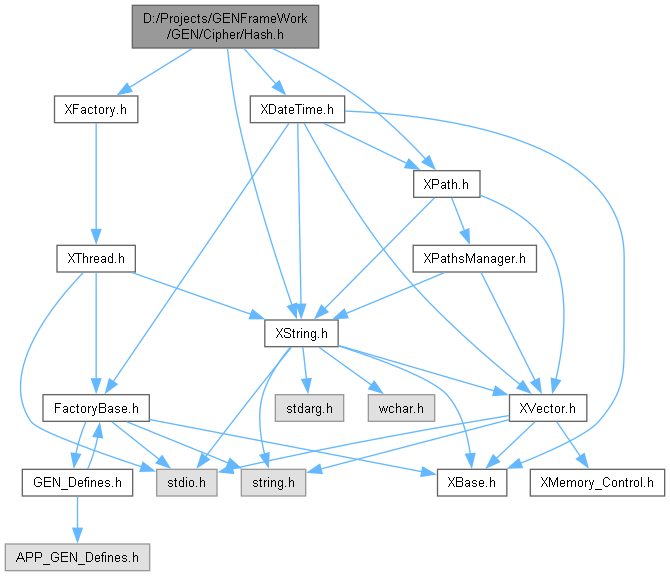 D:/Projects/GENFrameWork
/GEN/Cipher/Hash.h
XFactory.h
XDateTime.h
XPath.h
XThread.h
XPathsManager.h
XString.h
FactoryBase.h
stdarg.h
wchar.h
XVector.h
GEN_Defines.h
stdio.h
string.h
XBase.h
XMemory_Control.h
APP_GEN_Defines.h